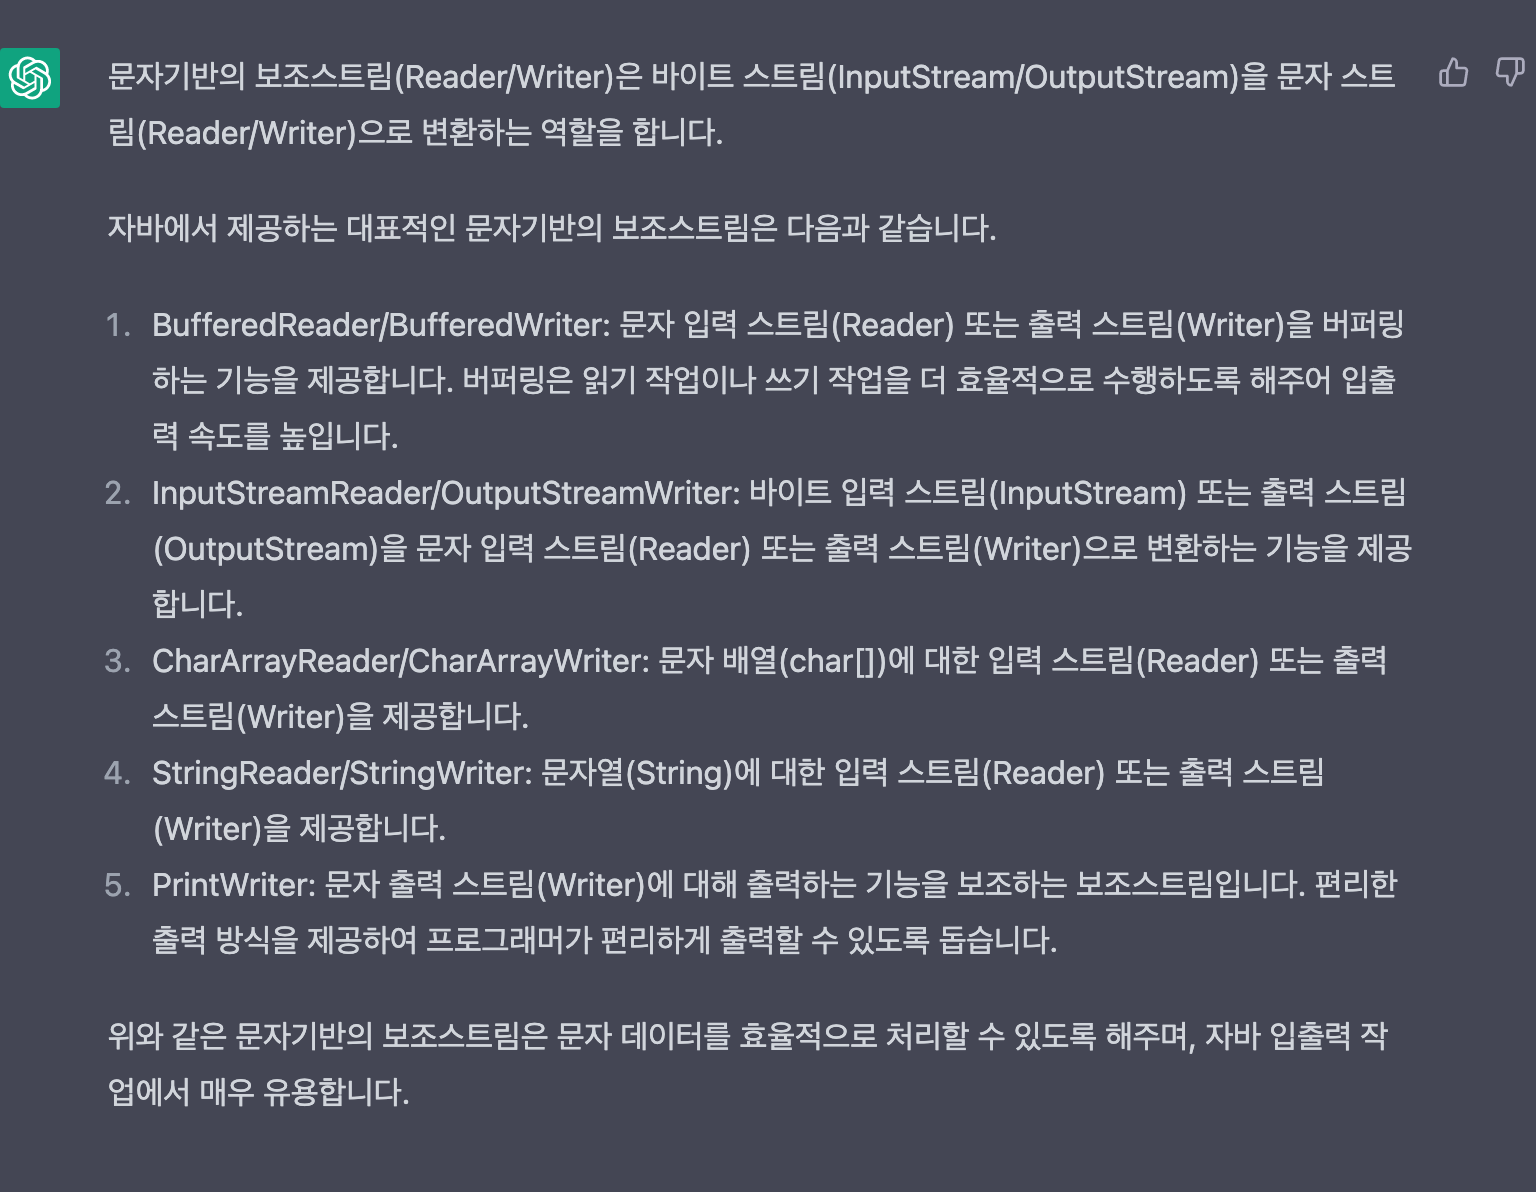 문자기반의 보조스트림(Reader/Writer)은 바이트 스트림(InputStream/OutputStream)을 문자 스트
림(Reader/Writer)으로 변환하는 역할을 합니다.
자바에서 제공하는 대표적인 문자기반의 보조스트림은 다음과 같습니다.
1. BufferedReader/BufferedWriter: 문자 입력 스트림(Reader) 또는 출력 스트림(Writer)을 버퍼링
하는 기능을 제공합니다. 버퍼링은 읽기 작업이나 쓰기 작업을 더 효율적으로 수행하도록 해주어 입출
력 속도를 높입니다.
2. InputStreamReader/OutputStreamWriter: 바이트 입력 스트림(InputStream) 또는 출력 스트림
(OutputStream)을 문자 입력 스트림(Reader) 또는 출력 스트림(Writer)으로 변환하는 기능을 제공
합니다.
3. CharArrayReader/CharArrayWriter: 문자 배열(char[])에 대한 입력 스트림(Reader) 또는 출력
스트림(Writer)을 제공합니다.
4. StringReader/StringWriter: 문자열(String)에 대한 입력 스트림(Reader) 또는 출력 스트림
(Writer)을 제공합니다.
5. PrintWriter: 문자 출력 스트림(Writer)에 대해 출력하는 기능을 보조하는 보조스트림입니다. 편리한
출력 방식을 제공하여 프로그래머가 편리하게 출력할 수 있도록 돕습니다.
위와 같은 문자기반의 보조스트림은 문자 데이터를 효율적으로 처리할 수 있도록 해주며, 자바 입출력 작
업에서 매우 유용합니다.